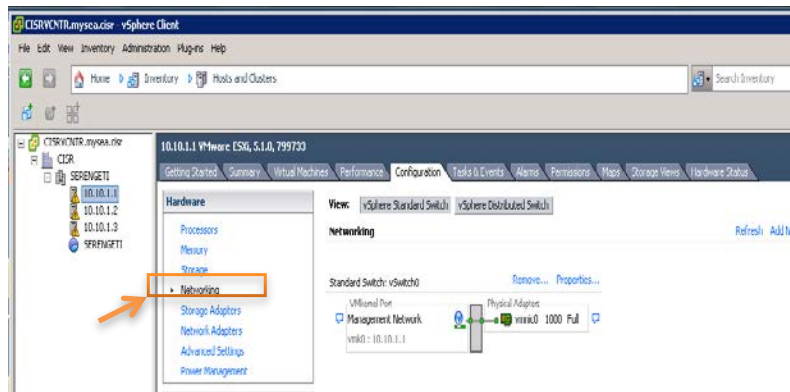 CISRVCNTR.mysea.cisr - vSphere Client
File Edit View Inventory Administration Plug-ins Help
Home Inventory Hosts and Clusters
Search Inventory
CISRVCNTR.mysea.cisr
CISR
SERENGETI
10.10.1.1
10.10.1.2
10.10.1.3
SERENGETI
10.10.1.1 VMware ESXi, 5.1.0, 799733
Getting Started Summary Virtual Machines Performance Configuration Tasks & Events Alarms Permissions Maps Storage Views Hardware Status
Hardware
Processors
Memory
Storage
Networking
Storage Adapters
Network Adapters
Advanced Settings
Power Management
View: vSphere Standard Switch vSphere Distributed Switch
Networking
Refresh Add N
Standard Switch: vSwitch0 Remove... Properties...
VMkernel Port Physical Adapters
Management Network vmnic0 1000 Full
vmk0 : 10.10.1.1